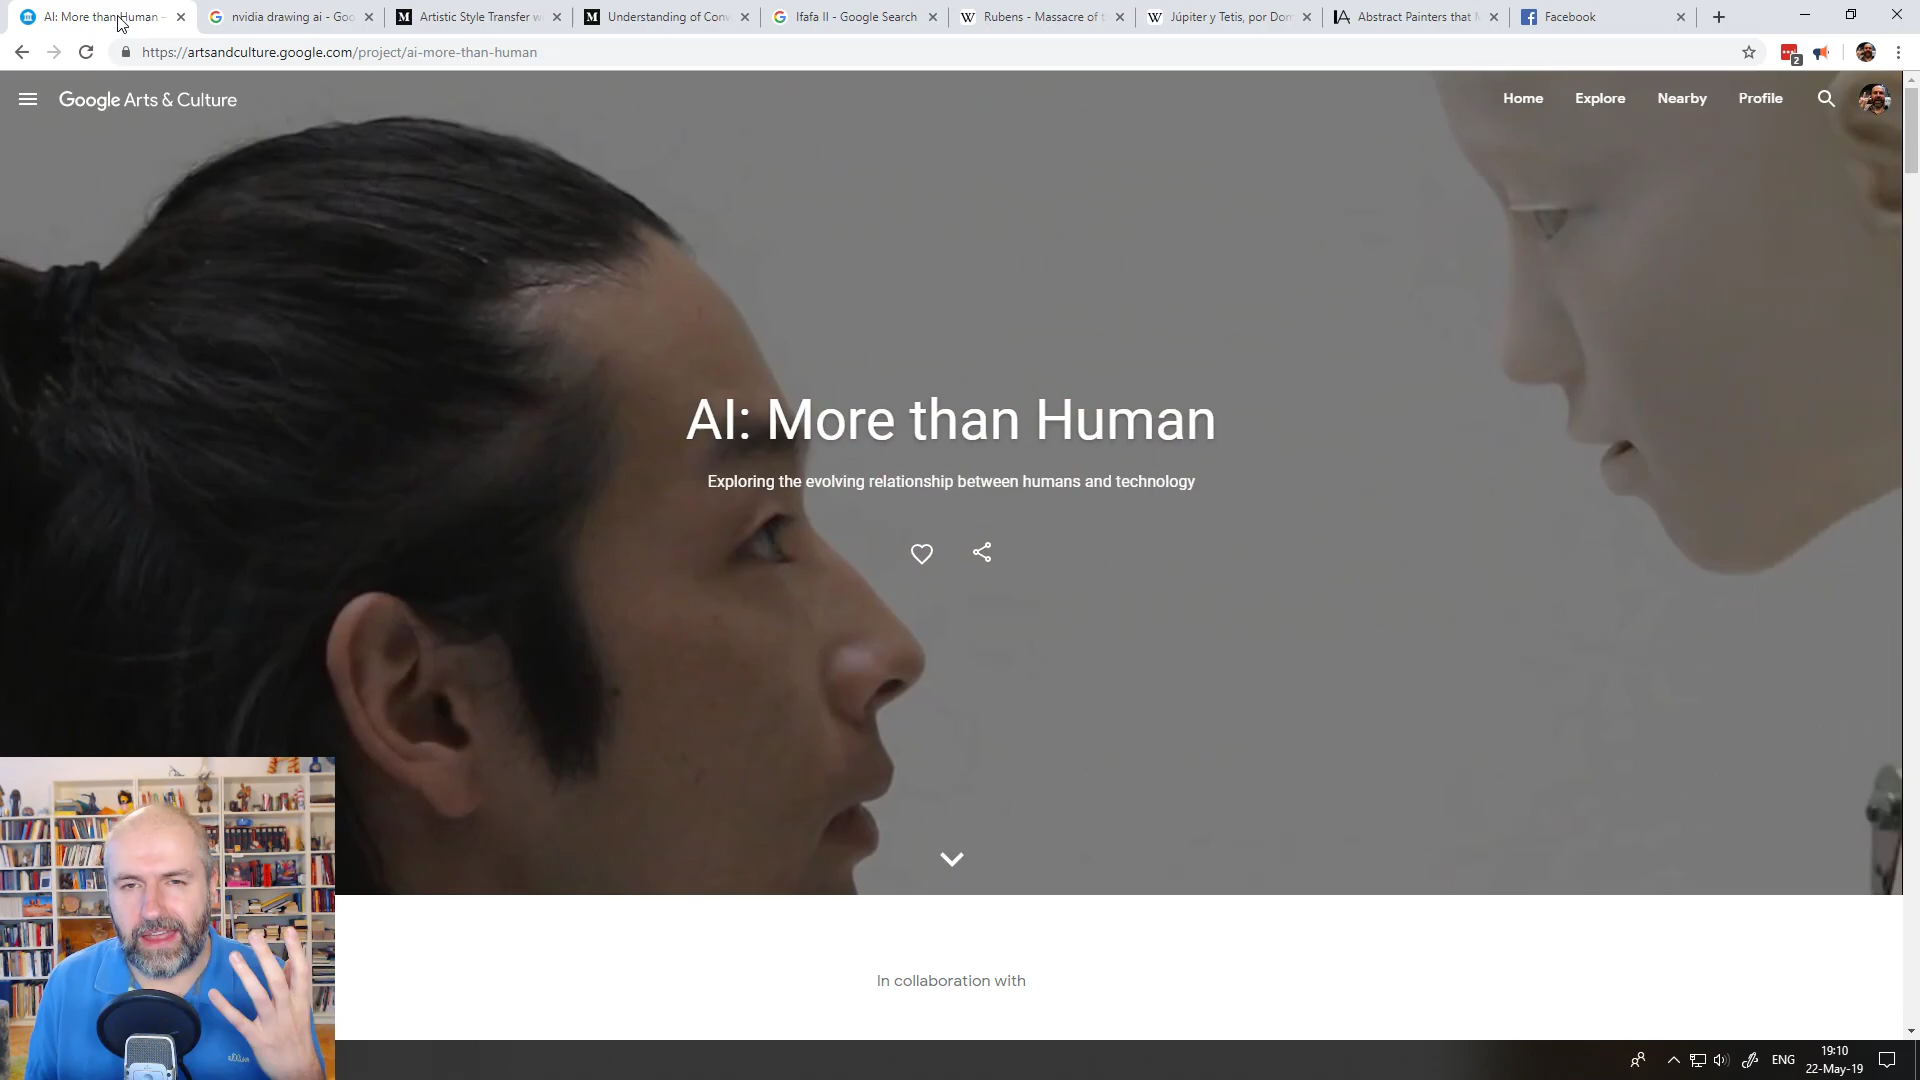 AI: More than Human –
nvidia drawing ai - Goo
Artistic Style Transfer w
Understanding of Conv
Ifafa II - Google Search
Rubens - Massacre of t
Júpiter y Tetis, por Dom
Abstract Painters that M
Facebook
https://artsandculture.google.com/project/ai-more-than-human
2
Google Arts & Culture
Home
Explore
Nearby
Profile
AI: More than Human
Exploring the evolving relationship between humans and technology
In collaboration with
ENG
19:10
22-May-19